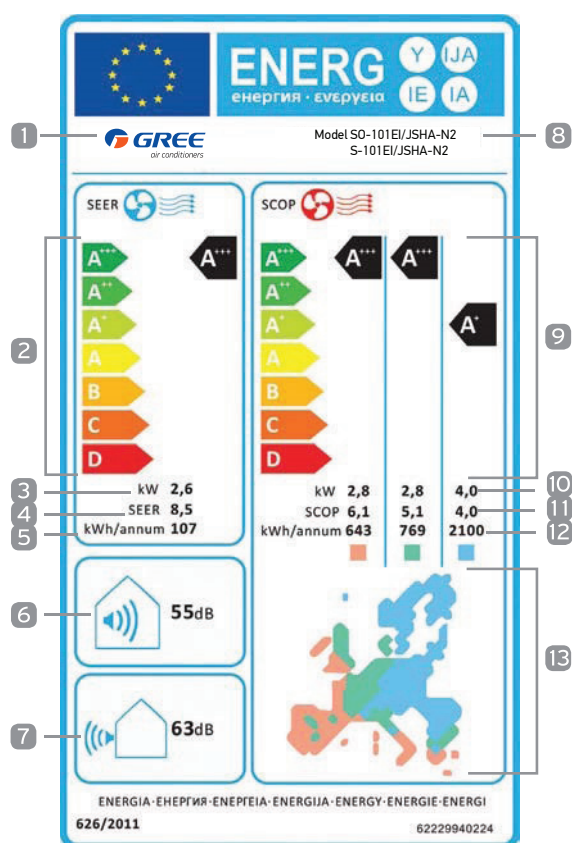 ENERG
енергия · ενεργεια
Y IJA
IE IA
1
GREE
air conditioners
Model SO-101EI/JSHA-N2
S-101EI/JSHA-N2
8
SEER
SCOP
2
A+++
A++
A+
A
B
C
D
A+++
A+++
A++
A+
A
B
C
D
A+++
A+++
A+
9
3
kW 2,6
4
SEER 8,5
5
kWh/annum 107
kW 2,8 2,8 4,0
10
SCOP 6,1 5,1 4,0
11
kWh/annum 643 769 2100
12
6
55dB
7
63dB
13
ENERGIA·ЕНЕРГИЯ·ΕΝΕΡΓΕΙΑ·ENERGIJA·ENERGY·ENERGIE·ENERGI
626/2011
62229940224